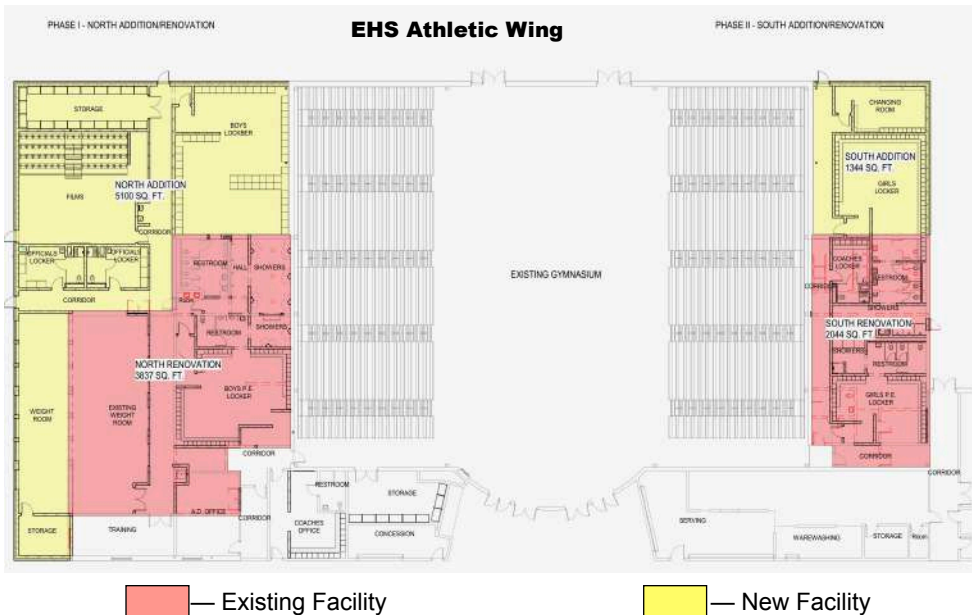 PHASE I - NORTH ADDITION/RENOVATION
EHS Athletic Wing
PHASE II - SOUTH ADDITION/RENOVATION
STORAGE
BOYS
LOCKBER
CHANGING
ROOM
NORTH ADDITION
5100 SQ. FT.
SOUTH ADDITION
1344 SQ. FT.
FILMS
GIRLS
LOCKER
CORRIDOR
OFFICIALS
LOCKER
OFFICIALS
LOCKER
RESTROOM
HALL
SHOWERS
EXISTING GYMNASIUM
COACHES
LOCKER
RESTROOM
CORRIDOR
CORRIDOR
SHOWERS
RESTROOM
SHOWERS
SOUTH RENOVATION
2044 SQ. FT.
SHOWERS
RESTROOM
NORTH RENOVATION
3837 SQ. FT.
BOYS P.E.
LOCKER
GIRLS P.E.
LOCKER
WEIGHT
ROOM
EXISTING
WEIGHT
ROOM
CORRIDOR
CORRIDOR
RESTROOM
STORAGE
CORRIDOR
A.D. OFFICE
CORRIDOR
STORAGE
TRAINING
COACHES
OFFICE
CONCESSION
SERVING
WAREWASHING
STORAGE
Room
— Existing Facility
— New Facility